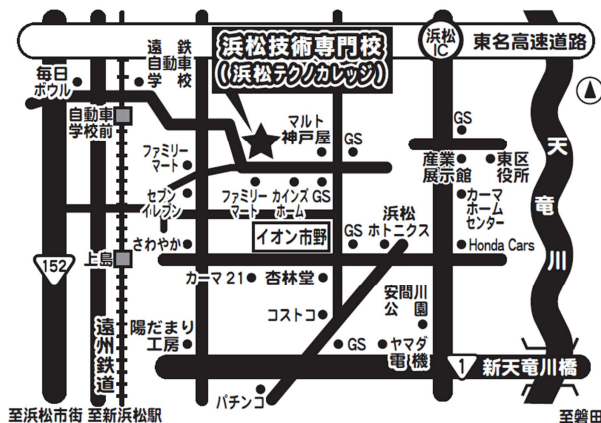 浜松
IC
東名高速道路
遠鉄
自動車
学校
浜松技術専門校
(浜松テクノカレッジ)
毎日
ボウル
自動車
学校前
マルト
神戸屋
GS
GS
産業
展示館
東区
役所
天竜川
ファミリー
マート
セブン
イレブン
ファミリー
マート
カインズ
ホーム
GS
カーマ
ホーム
センター
さわやか
イオン市野
GS
浜松
ホトニクス
Honda Cars
152
上島
カーマ21
杏林堂
コストコ
安間川
公園
遠州鉄道
陽だまり
工房
GS
ヤマダ
電機
1
新天竜川橋
パチンコ
至浜松市街
至新浜松駅
至磐田